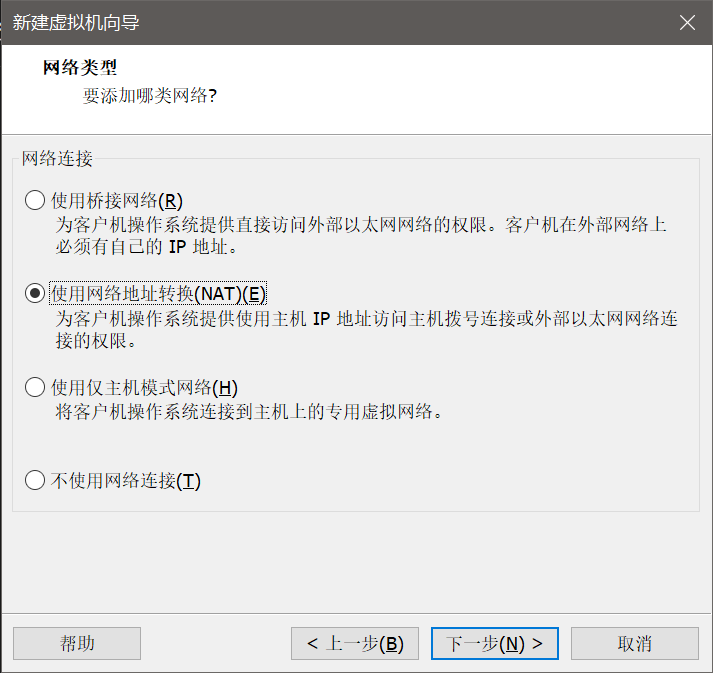 新建虚拟机向导
网络类型
要添加哪类网络?
网络连接
使用桥接网络(R)
为客户机操作系统提供直接访问外部以太网网络的权限。客户机在外部网络上
必须有自己的 IP 地址。
使用网络地址转换(NAT)(E)
为客户机操作系统提供使用主机 IP 地址访问主机拨号连接或外部以太网网络连
接的权限。
使用仅主机模式网络(H)
将客户机操作系统连接到主机上的专用虚拟网络。
不使用网络连接(T)
帮助
< 上一步(B)
下一步(N) >
取消